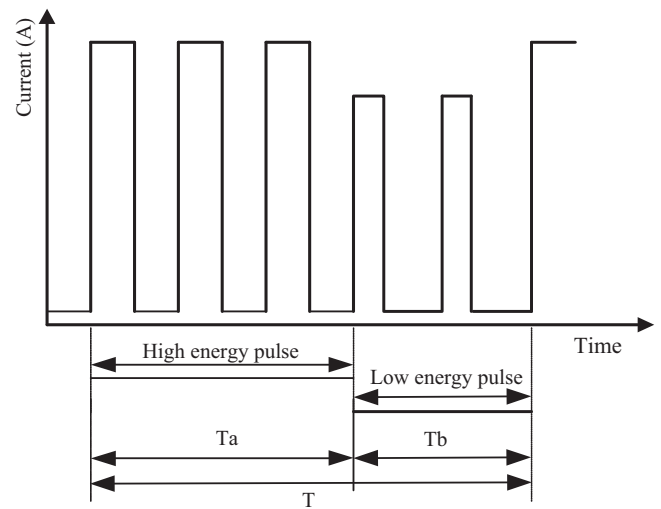 Current (A)
Time
High energy pulse
Low energy pulse
Ta
Tb
T